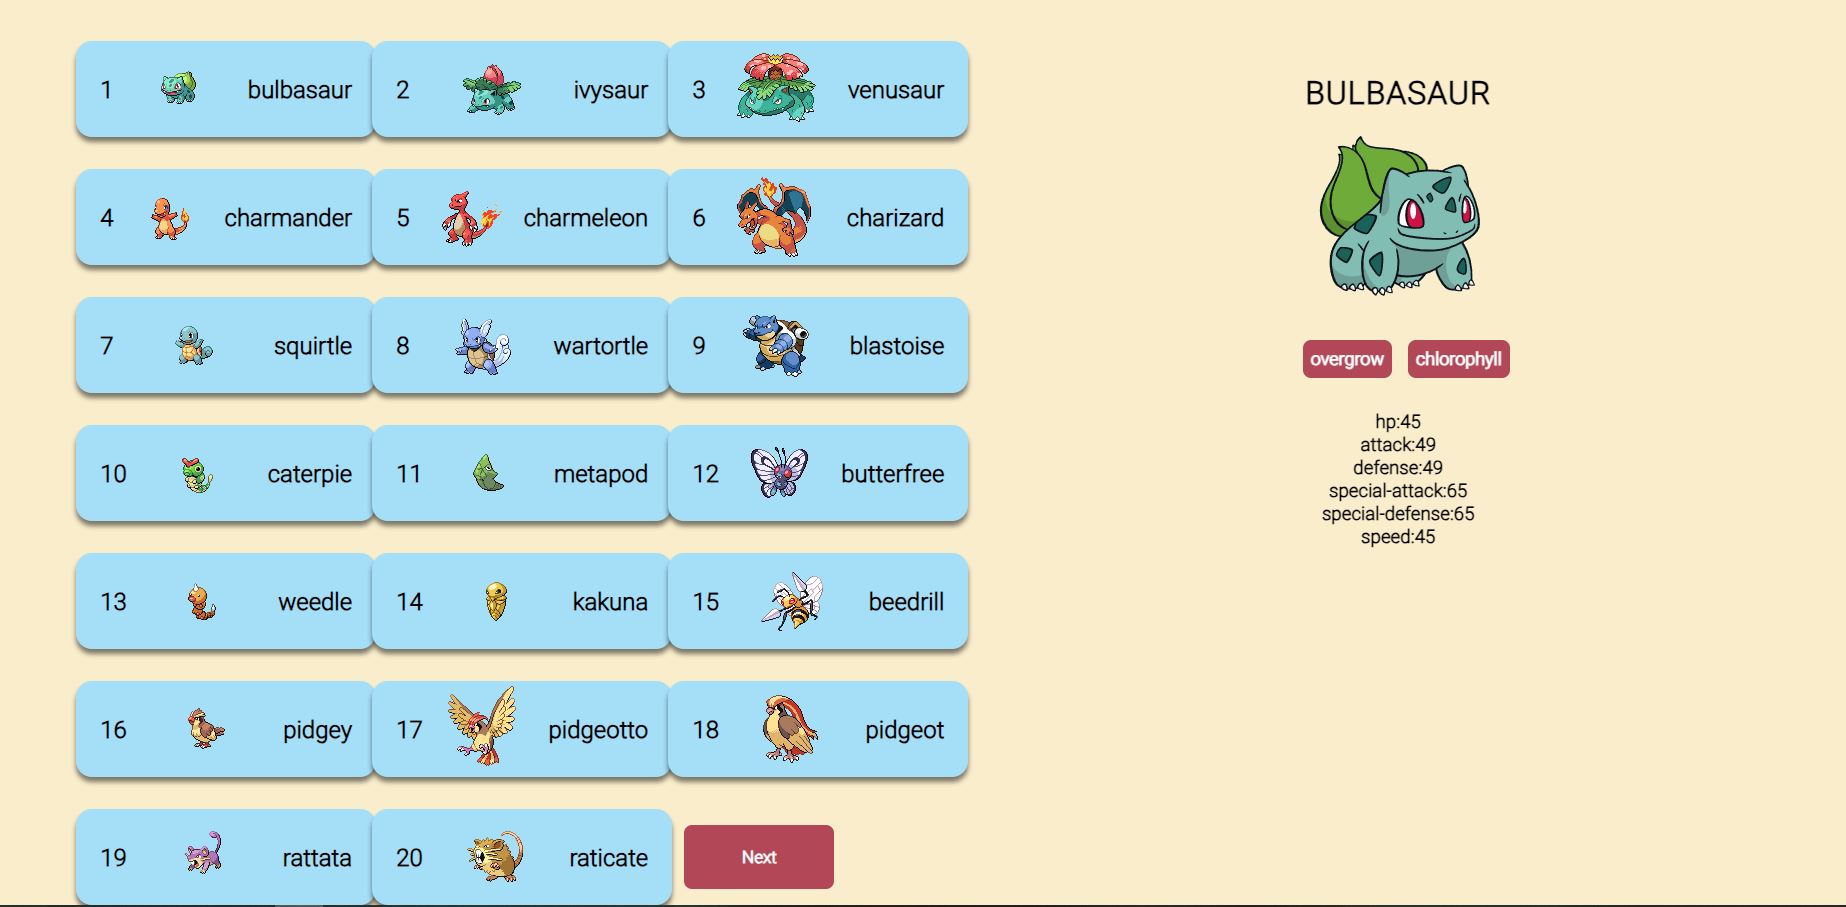 1 bulbasaur
2 ivysaur
3 venusaur
4 charmander
5 charmeleon
6 charizard
7 squirtle
8 wartortle
9 blastoise
10 caterpie
11 metapod
12 butterfree
13 weedle
14 kakuna
15 beedrill
16 pidgey
17 pidgeotto
18 pidgeot
19 rattata
20 raticate
Next
BULBASAUR
overgrow chlorophyll
hp:45
attack:49
defense:49
special-attack:65
special-defense:65
speed:45